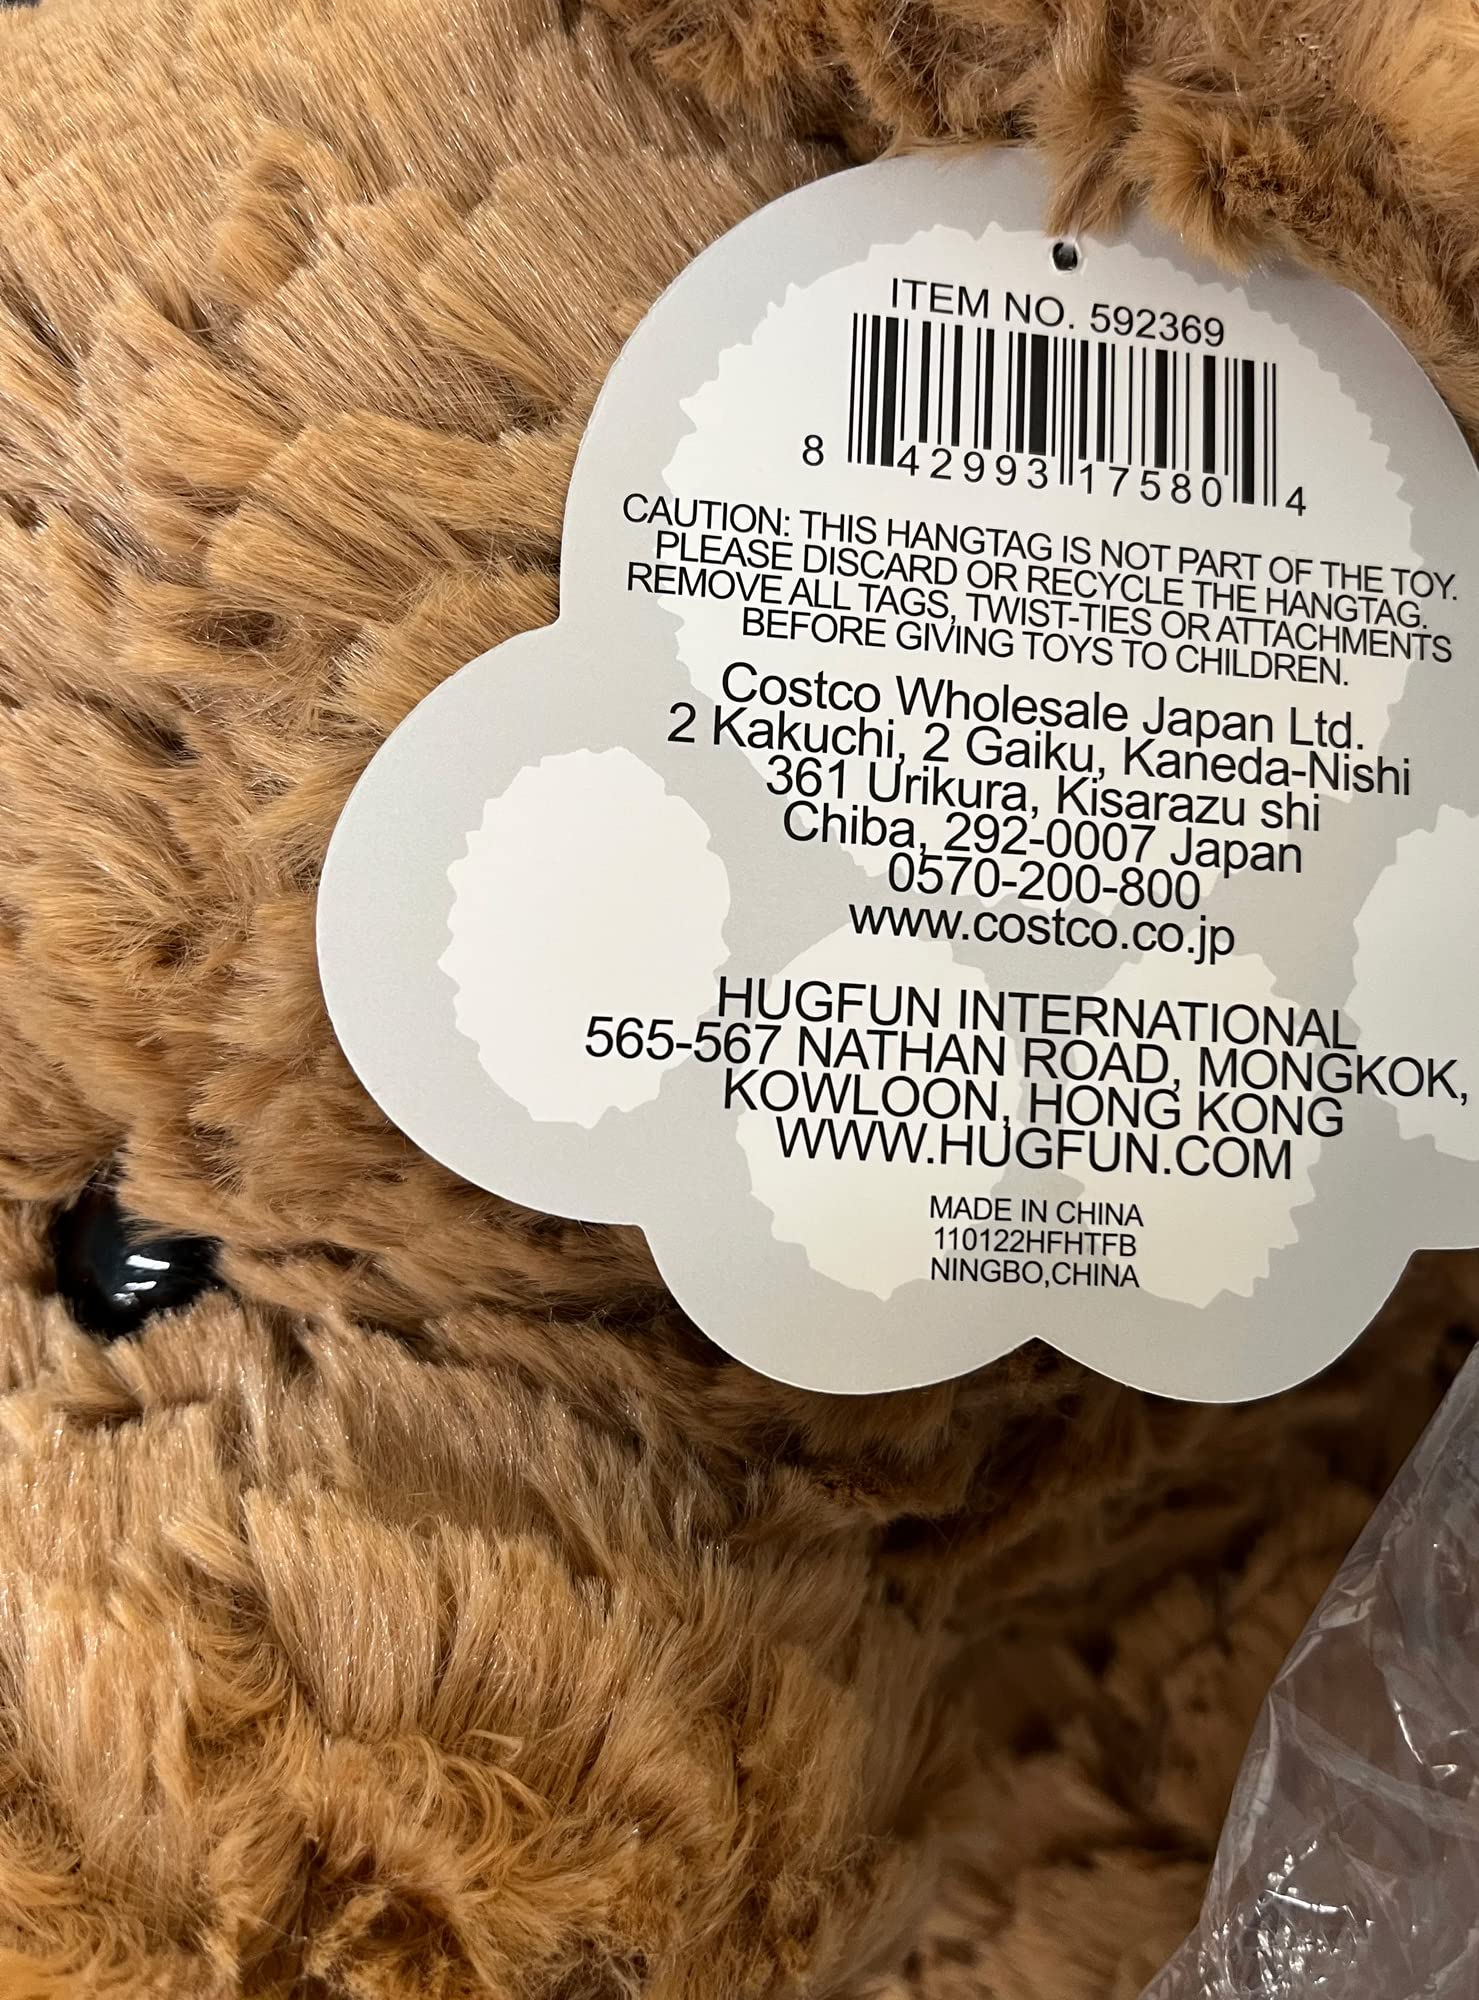 ITEM NO. 592369
8 42993 17580 4
CAUTION: THIS HANGTAG IS NOT PART OF THE TOY.
PLEASE DISCARD OR RECYCLE THE HANGTAG.
REMOVE ALL TAGS, TWIST-TIES OR ATTACHMENTS
BEFORE GIVING TOYS TO CHILDREN.
Costco Wholesale Japan Ltd.
2 Kakuchi, 2 Gaiku, Kaneda-Nishi
361 Urikura, Kisarazu shi
Chiba, 292-0007 Japan
0570-200-800
www.costco.co.jp
HUGFUN INTERNATIONAL
565-567 NATHAN ROAD, MONGKOK,
KOWLOON, HONG KONG
WWW.HUGFUN.COM
MADE IN CHINA
110122HFHTFB
NINGBO,CHINA